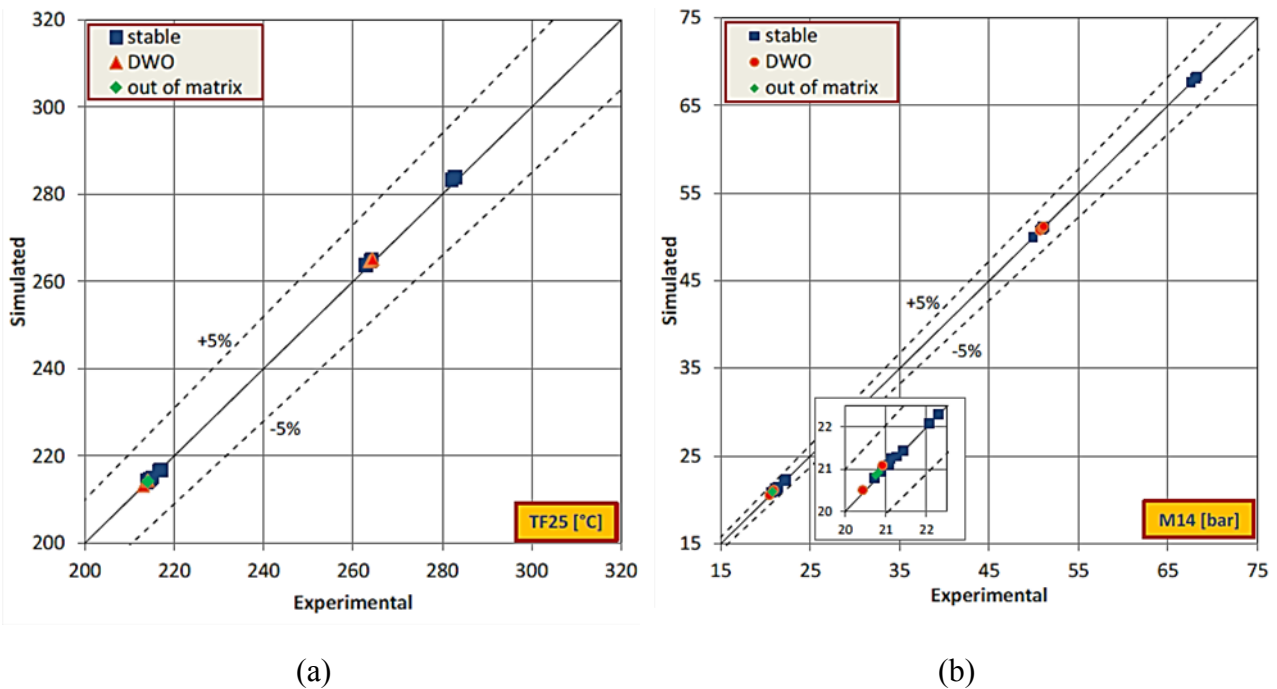 320
300
280
260
240
220
200
200 220 240 260 280 300 320
Simulated
Experimental
stable
DWO
out of matrix
+5%
-5%
TF25 [°C]
(a)
75
65
55
45
35
25
15
15 25 35 45 55 65 75
Simulated
Experimental
stable
DWO
out of matrix
+5%
-5%
22
21
20
20 21 22
M14 [bar]
(b)